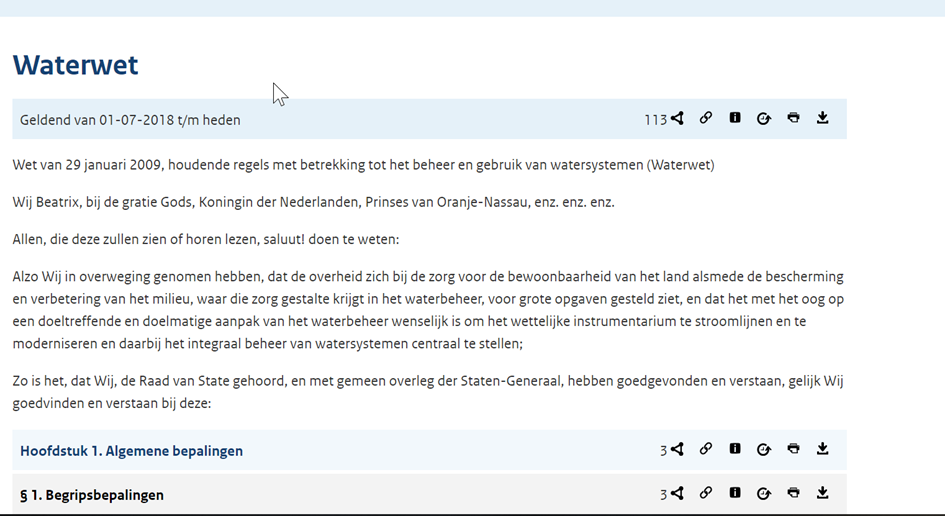 Waterwet
Geldend van 01-07-2018 t/m heden 113
Wet van 29 januari 2009, houdende regels met betrekking tot het beheer en gebruik van watersystemen (Waterwet)
Wij Beatrix, bij de gratie Gods, Koningin der Nederlanden, Prinses van Oranje-Nassau, enz. enz. enz.
Allen, die deze zullen zien of horen lezen, saluut! doen te weten:
Alzo Wij in overweging genomen hebben, dat de overheid zich bij de zorg voor de bewoonbaarheid van het land alsmede de bescherming
en verbetering van het milieu, waar die zorg gestalte krijgt in het waterbeheer, voor grote opgaven gesteld ziet, en dat het met het oog op
een doeltreffende en doelmatige aanpak van het waterbeheer wenselijk is om het wettelijke instrumentarium te stroomlijnen en te
moderniseren en daarbij het integraal beheer van watersystemen centraal te stellen;
Zo is het, dat Wij, de Raad van State gehoord, en met gemeen overleg der Staten-Generaal, hebben goedgevonden en verstaan, gelijk Wij
goedvinden en verstaan bij deze:
Hoofdstuk 1. Algemene bepalingen 3
§ 1. Begripsbepalingen 3